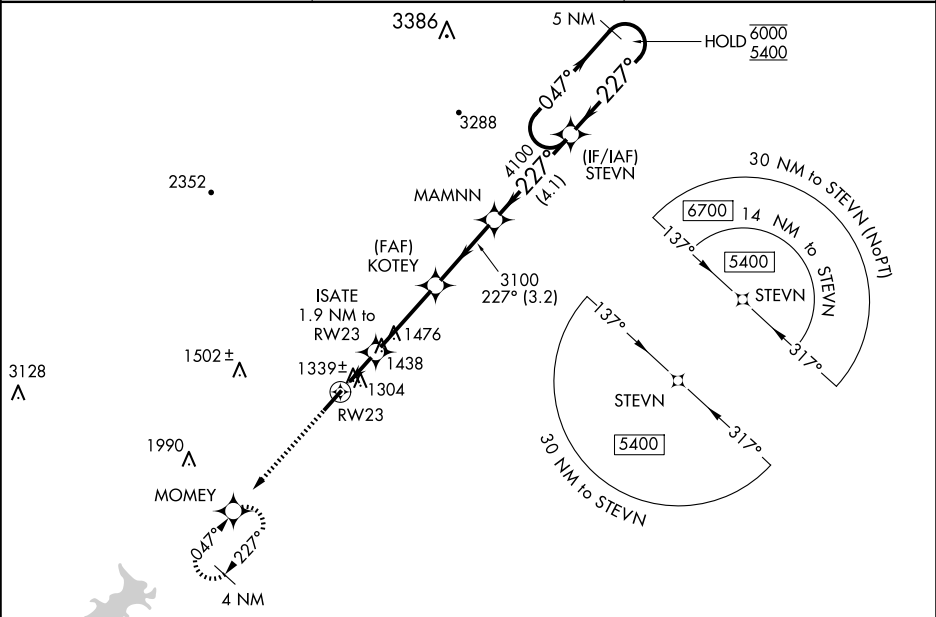 3386
5 NM
HOLD 6000
5400
047°
227°
3288
(IF/IAF)
STEVN
4100
227°
(4.1)
2352
MAMNN
(FAF)
KOTEY
3100
227° (3.2)
ISATE
1.9 NM to
RW23
1476
1438
1502 ±
1339 ±
1304
3128
RW23
1990
MOMEY
047°
227°
4 NM
30 NM to STEVN (NoPT)
6700
14 NM to STEVN
137°
5400
STEVN
317°
137°
STEVN
317°
5400
30 NM to STEVN